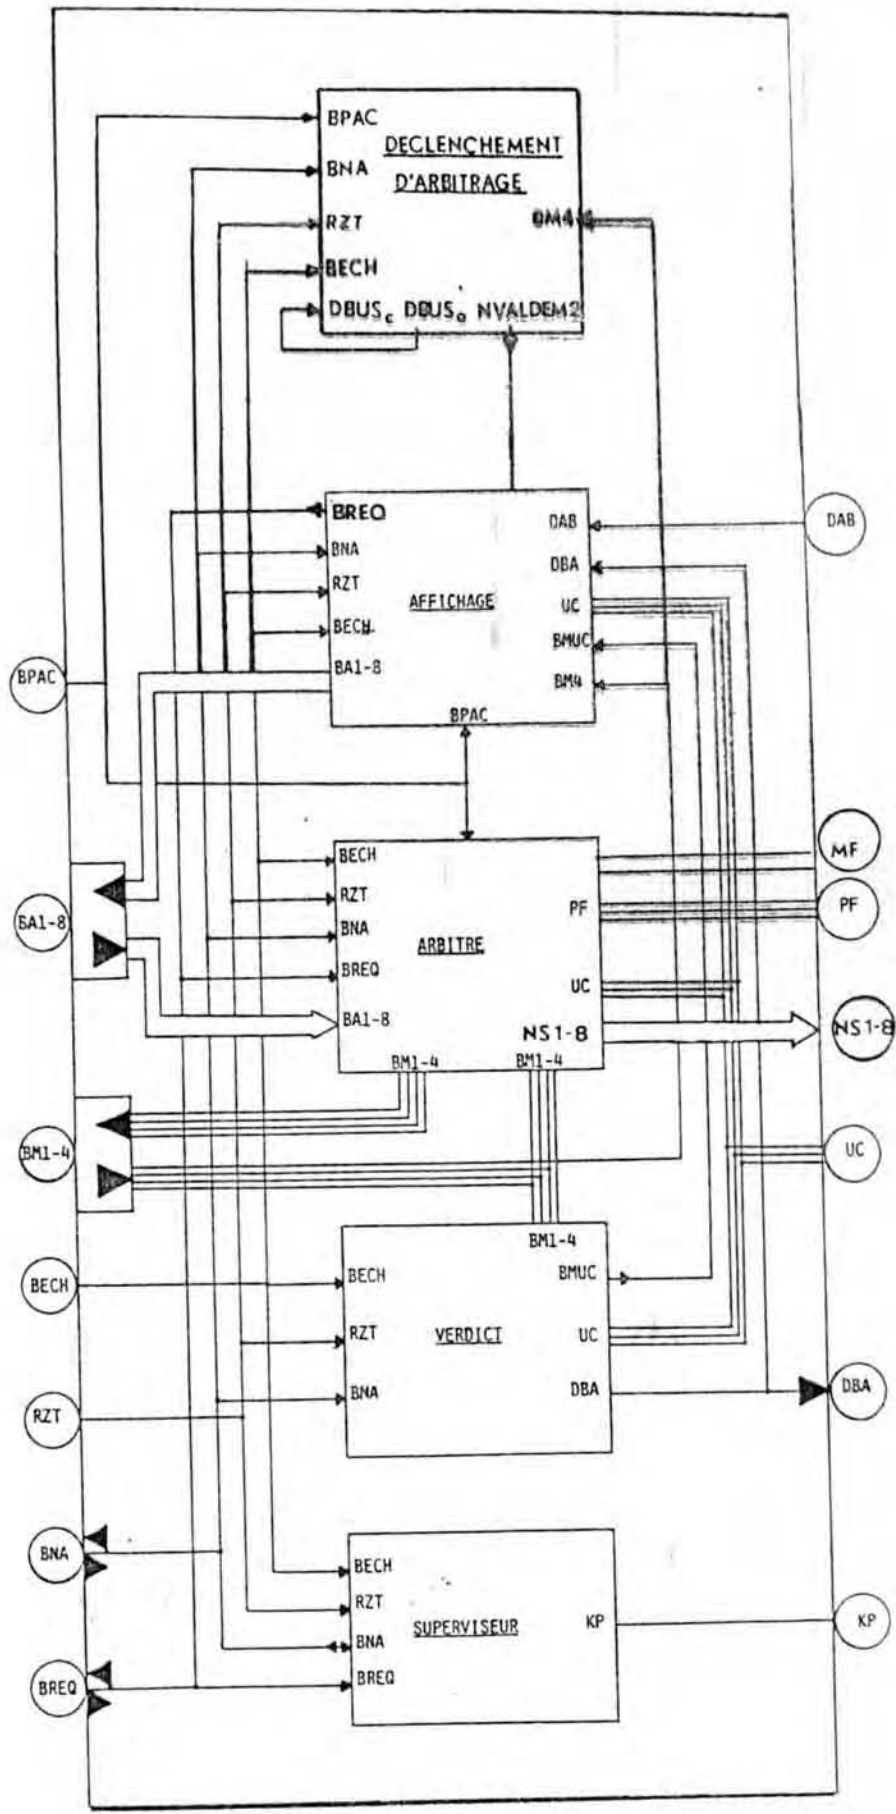 BPAC
DECLENCHEMENT
D'ARBITRAGE
BNA
RZT
BM4
BECH
DBUSc DBUSo NVALDEM2
BREQ
BNA
RZT
BECH
BA1-8
AFFICHAGE
DAB
DBA
UC
BMUC
BM4
BPAC
DAB
BPAC
BECH
RZT
BNA
BREQ
BA1-8
ARBITRE
PF
UC
NS1-8
BM1-4
BM1-4
MF
PF
NS1-8
BA1-8
BM1-4
UC
BM1-4
BECH
RZT
BNA
VERDICT
BMUC
UC
DBA
BECH
RZT
DBA
BNA
BREQ
BECH
RZT
BNA
BREQ
SUPERVISEUR
KP
KP